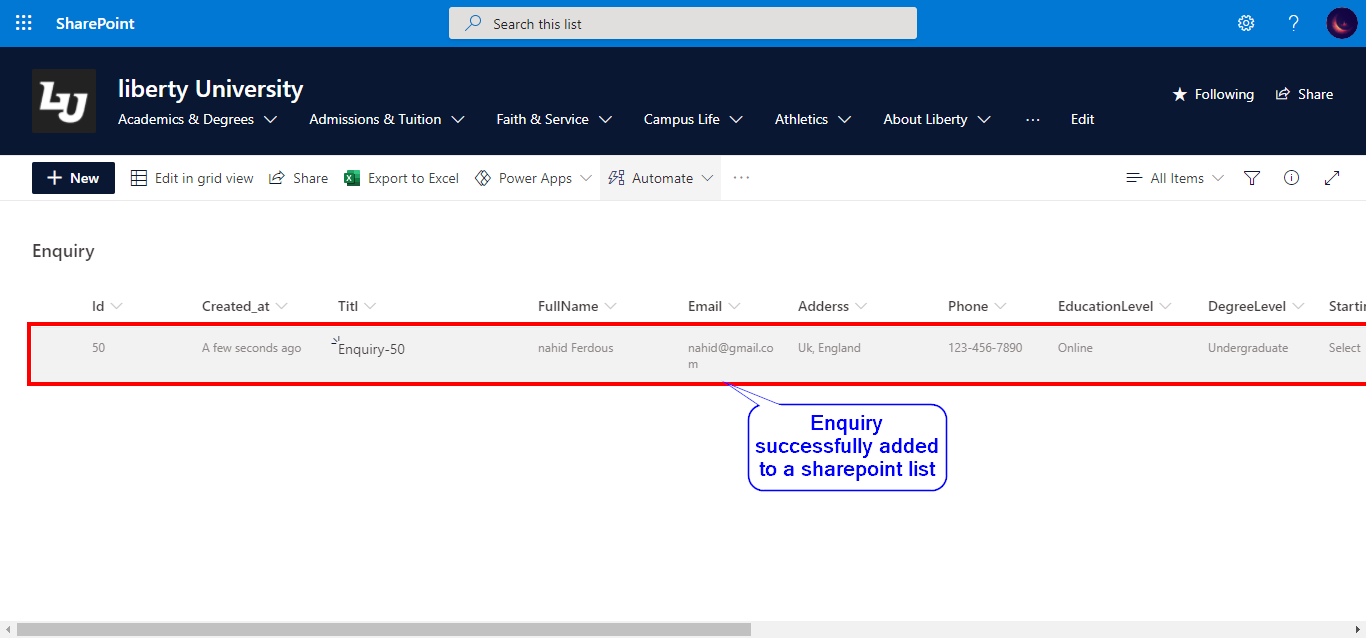 SharePoint
Search this list
?
LU
liberty University
Following
Share
Academics & Degrees
Admissions & Tuition
Faith & Service
Campus Life
Athletics
About Liberty
...
Edit
+ New
Edit in grid view
Share
Export to Excel
Power Apps
Automate
...
All Items
Enquiry
Id
Created_at
Titl
FullName
Email
Adderss
Phone
EducationLevel
DegreeLevel
Startin
50
A few seconds ago
Enquiry-50
nahid Ferdous
nahid@gmail.co
m
Uk, England
123-456-7890
Online
Undergraduate
Select
Enquiry
successfully added
to a sharepoint list